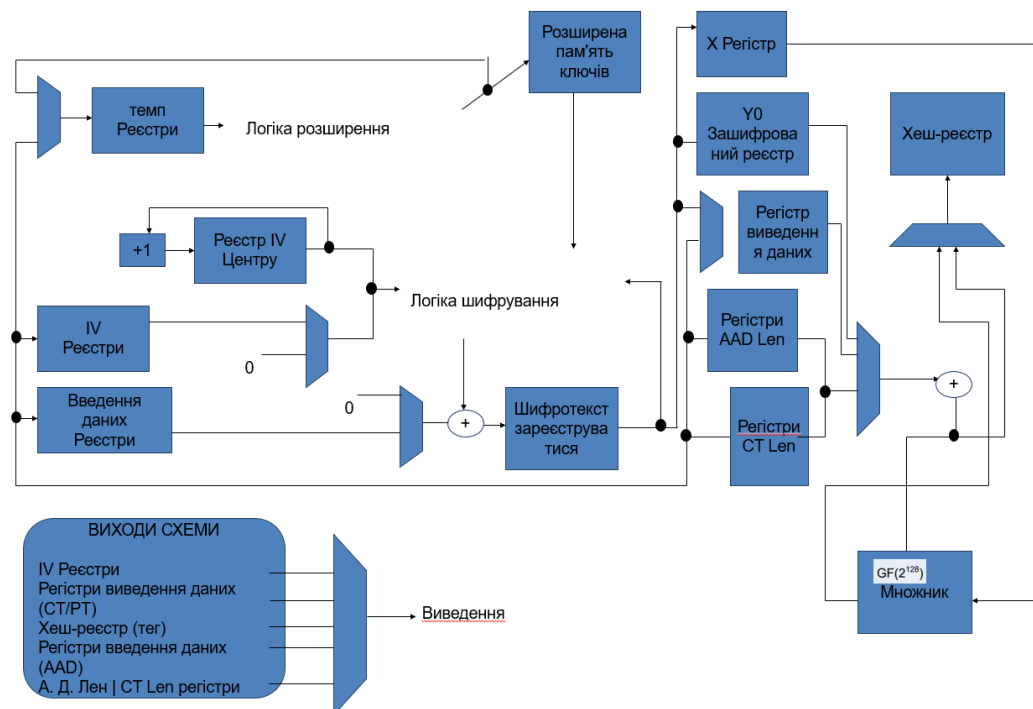 Розширена
пам'ять
ключів
X Регістр
темп
Реєстри
Логіка розширення
Y0
Зашифрова
ний реєстр
Хеш-реєстр
+1
Реєстр IV
Центру
Регістр
виведенн
я даних
Логіка шифрування
IV
Реєстри
0
Регістри
AAD Len
Введення
даних
Реєстри
0
+
Шифротекст
зареєструва
тися
Регістри
CT Len
+
ВИХОДИ СХЕМИ
IV Реєстри
Регістри виведення даних
(CT/PT)
Хеш-реєстр (тег)
Регістри введення даних
(AAD)
А. Д. Лен | CT Len регістри
Виведення
GF(2¹²⁸)
Множник